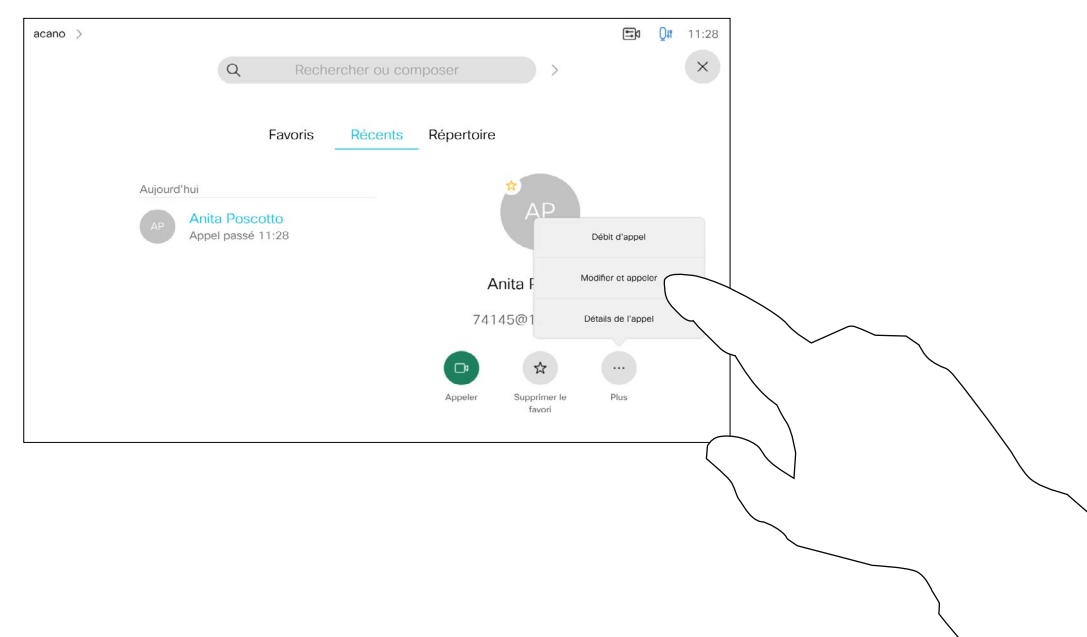 acano
11:28
Rechercher ou composer
Favoris Récents Répertoire
Aujourd'hui
AP
Anita Poscotto
Appel passé 11:28
AP
Anita
74145@1
Débit d'appel
Modifier et appeler
Détails de l'appel
Appeler
Supprimer le
favori
Plus